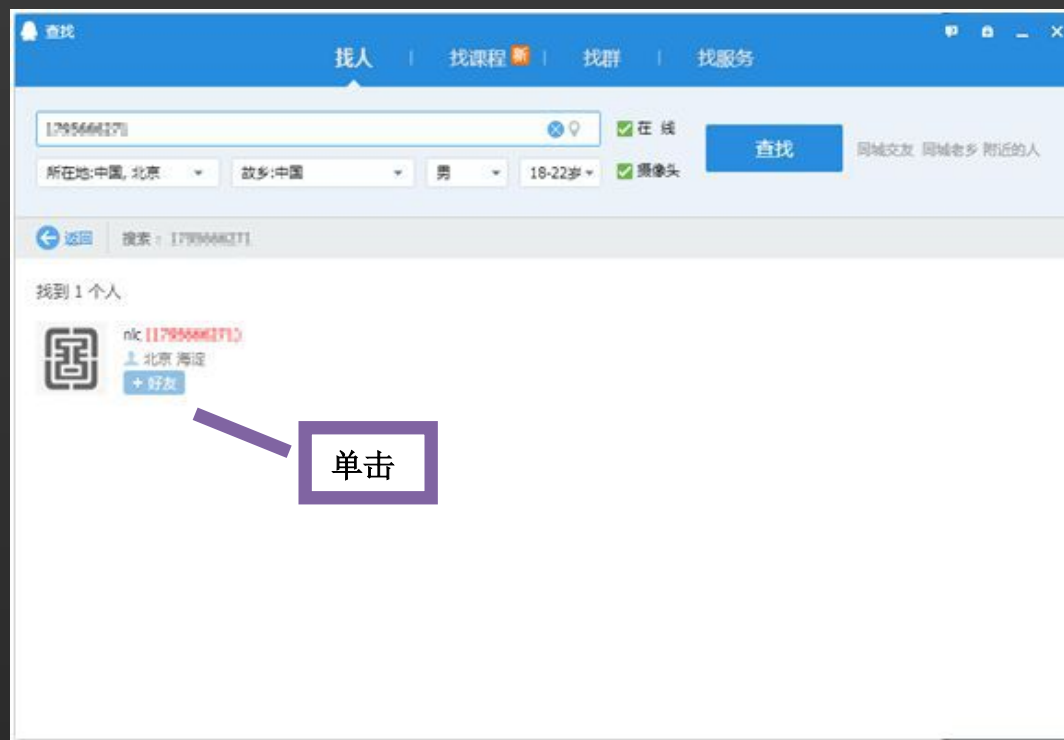 查找
找人 找课程 新 找群 找服务
在 线
查找
同城交友 同城老乡 附近的人
所在地:中国, 北京 故乡:中国 男 18-22岁 摄像头
返回 搜索:
找到 1 个人
nlc
北京 海淀
+ 好友
单击